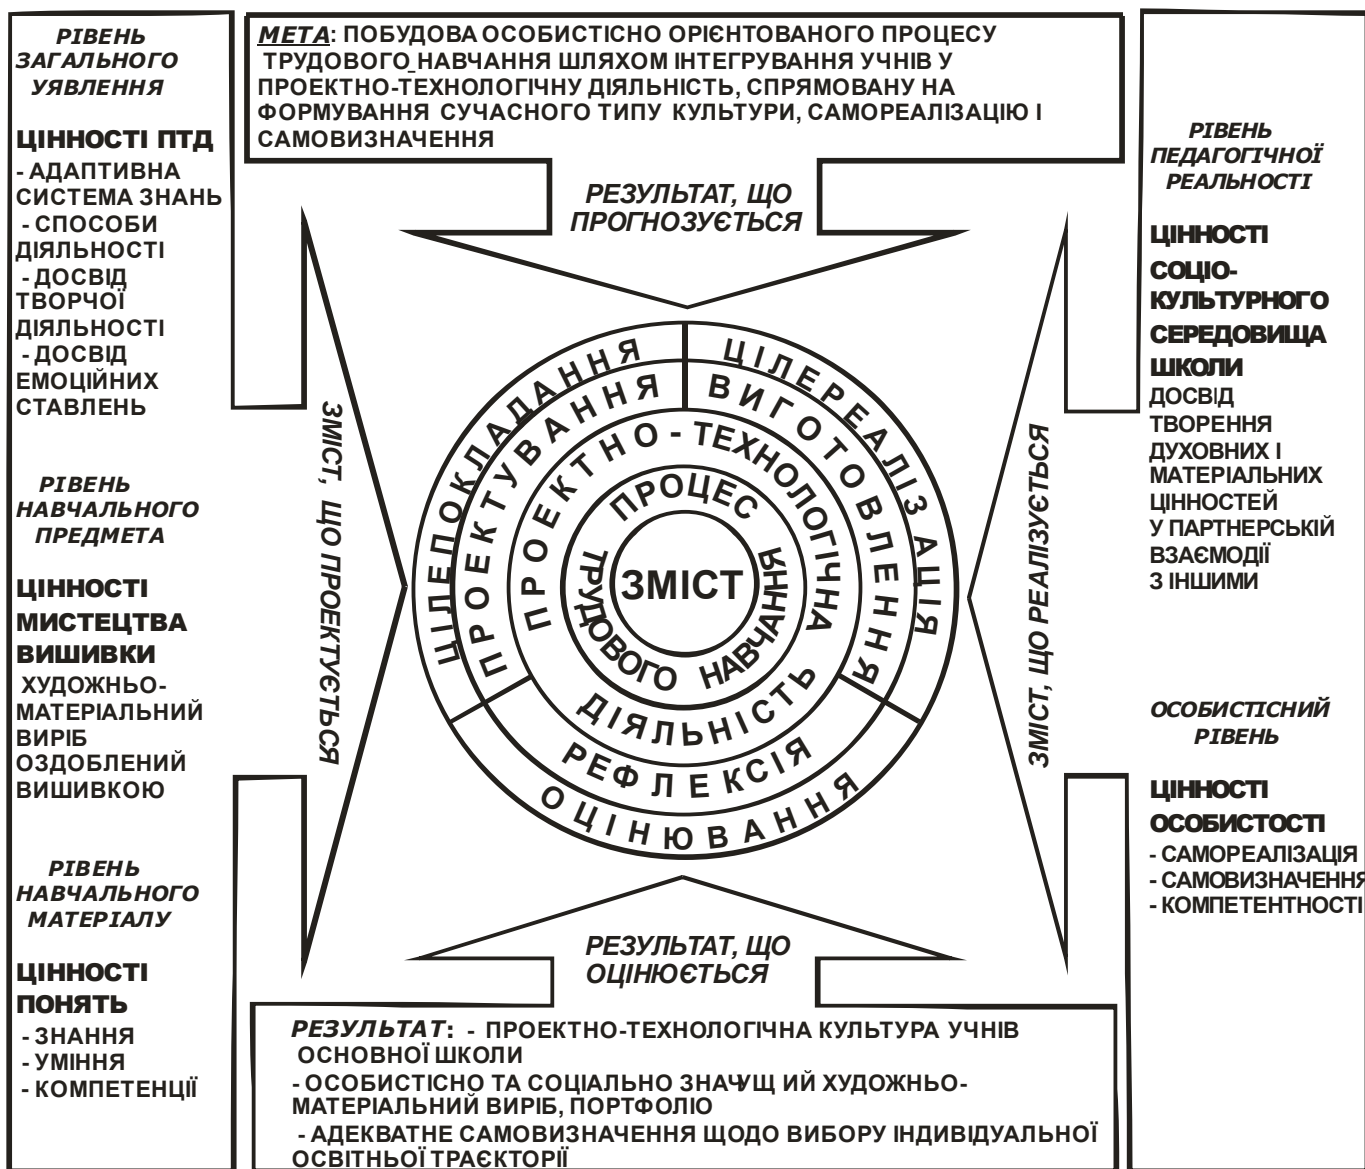 РІВЕНЬ
ЗАГАЛЬНОГО
УЯВЛЕННЯ
ЦІННОСТІ ПТД
- АДАПТИВНА
СИСТЕМА ЗНАНЬ
- СПОСОБИ
ДІЯЛЬНОСТІ
- ДОСВІД
ТВОРЧОЇ
ДІЯЛЬНОСТІ
- ДОСВІД
ЕМОЦІЙНИХ
СТАВЛЕНЬ
РІВЕНЬ
НАВЧАЛЬНОГО
ПРЕДМЕТА
ЦІННОСТІ
МИСТЕЦТВА
ВИШИВКИ
ХУДОЖНЬО-
МАТЕРІАЛЬНИЙ
ВИРІБ
ОЗДОБЛЕНИЙ
ВИШИВКОЮ
РІВЕНЬ
НАВЧАЛЬНОГО
МАТЕРІАЛУ
ЦІННОСТІ
ПОНЯТЬ
- ЗНАННЯ
- УМІННЯ
- КОМПЕТЕНЦІЇ
МЕТА: ПОБУДОВА ОСОБИСТІСНО ОРІЄНТОВАНОГО ПРОЦЕСУ
ТРУДОВОГО НАВЧАННЯ ШЛЯХОМ ІНТЕГРУВАННЯ УЧНІВ У
ПРОЕКТНО-ТЕХНОЛОГІЧНУ ДІЯЛЬНІСТЬ, СПРЯМОВАНУ НА
ФОРМУВАННЯ СУЧАСНОГО ТИПУ КУЛЬТУРИ, САМОРЕАЛІЗАЦІЮ І
САМОВИЗНАЧЕННЯ
РЕЗУЛЬТАТ, ЩО
ПРОГНОЗУЄТЬСЯ
ЗМІСТ, ЩО ПРОЕКТУЄТЬСЯ
ЦІЛЕПОКЛАДАННЯ
ЦІЛЕРЕАЛІЗ АЦІЯ
ПРОЕКТУВАННЯ
ВИГОТОВЛЕННЯ
ПРОЕКТНО-ТЕХНОЛОГІЧНА
ДІЯЛЬНІСТЬ
ПРОЦЕС
ТРУДОВОГО НАВЧАННЯ
ЗМІСТ
РЕФЛЕКСІЯ
ОЦІНЮВАННЯ
ЗМІСТ, ЩО РЕАЛІЗУЄТЬСЯ
РЕЗУЛЬТАТ, ЩО
ОЦІНЮЄТЬСЯ
РЕЗУЛЬТАТ: - ПРОЕКТНО-ТЕХНОЛОГІЧНА КУЛЬТУРА УЧНІВ
ОСНОВНОЇ ШКОЛИ
- ОСОБИСТІСНО ТА СОЦІАЛЬНО ЗНАЧУЩ ИЙ ХУДОЖНЬО-
МАТЕРІАЛЬНИЙ ВИРІБ, ПОРТФОЛІО
- АДЕКВАТНЕ САМОВИЗНАЧЕННЯ ЩОДО ВИБОРУ ІНДИВІДУАЛЬНОЇ
ОСВІТНЬОЇ ТРАЄКТОРІЇ
РІВЕНЬ
ПЕДАГОГІЧНОЇ
РЕАЛЬНОСТІ
ЦІННОСТІ
СОЦІО-
КУЛЬТУРНОГО
СЕРЕДОВИЩА
ШКОЛИ
ДОСВІД
ТВОРЕННЯ
ДУХОВНИХ І
МАТЕРІАЛЬНИХ
ЦІННОСТЕЙ
У ПАРТНЕРСЬКІЙ
ВЗАЄМОДІЇ
З ІНШИМИ
ОСОБИСТІСНИЙ
РІВЕНЬ
ЦІННОСТІ
ОСОБИСТОСТІ
- САМОРЕАЛІЗАЦІЯ
- САМОВИЗНАЧЕННЯ
- КОМПЕТЕНТНОСТІ